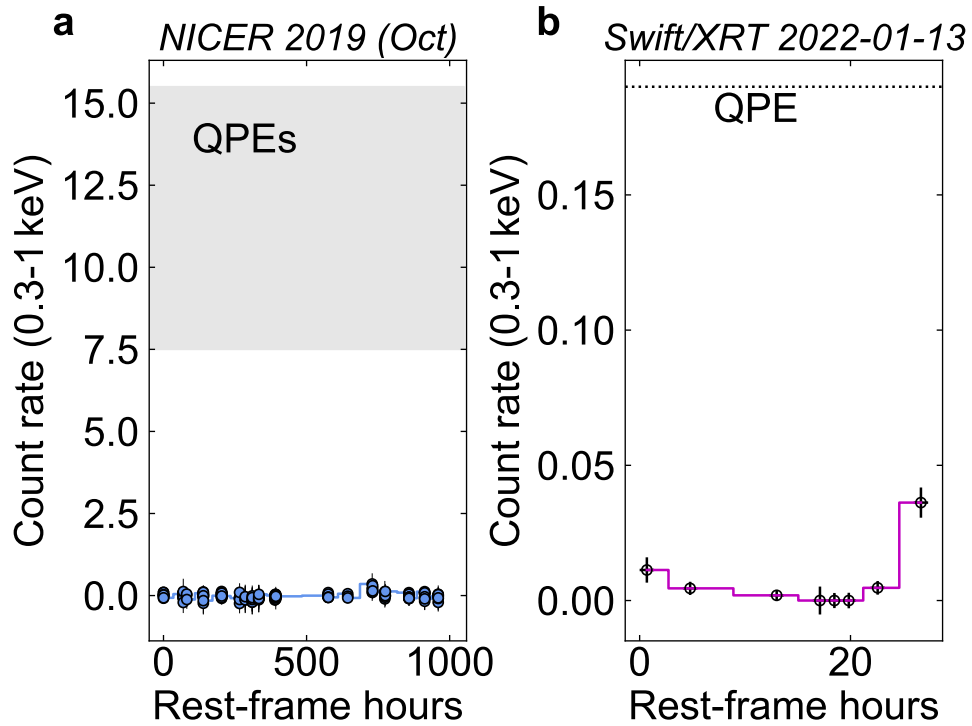 a
NICER 2019 (Oct)
Count rate (0.3-1 keV)
15.0
12.5
10.0
7.5
5.0
2.5
0.0
QPEs
0
500
1000
Rest-frame hours
b
Swift/XRT 2022-01-13
Count rate (0.3-1 keV)
0.15
0.10
0.05
0.00
QPE
0
20
Rest-frame hours